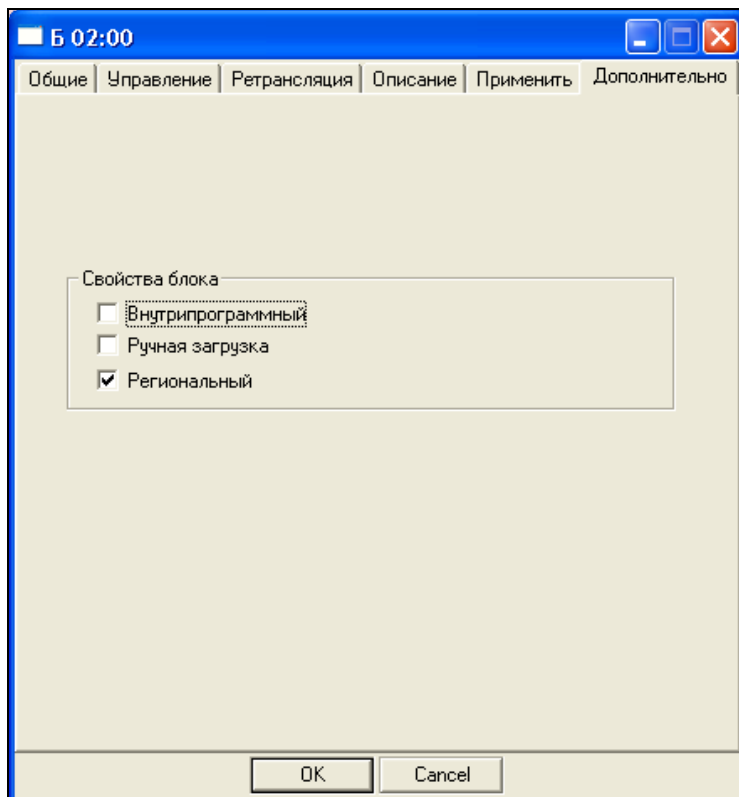 Б 02:00
Общие Управление Ретрансляция Описание Применить Дополнительно
Свойства блока
Внутрипрограммный
Ручная загрузка
Региональный
OK Cancel